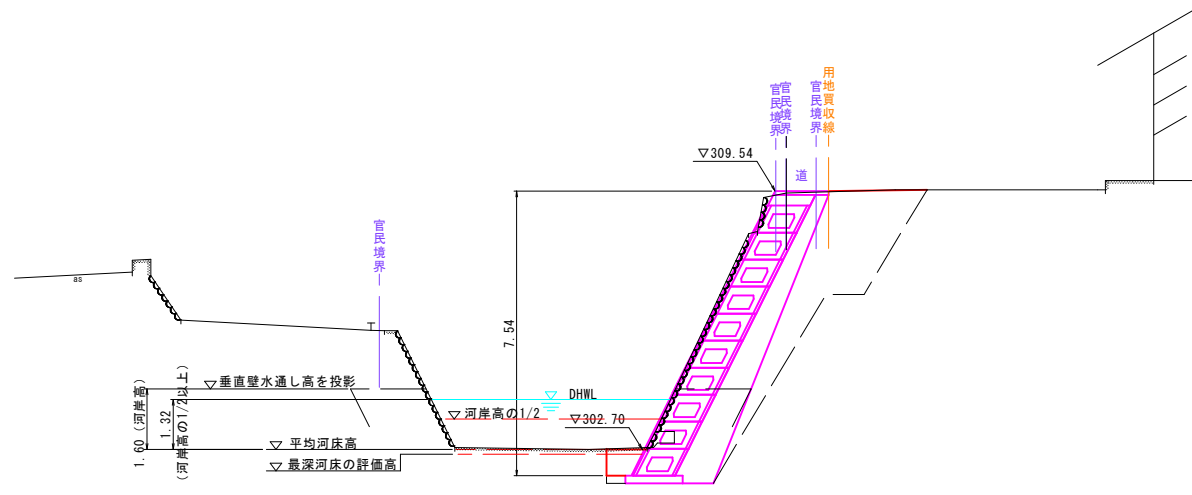 用地買収線
官民境界
官民境界
官民境界
▽309.54
道
官民境界
as
7.54
▽垂直壁水通し高を投影
DHWL
▽河岸高の1/2
▽302.70
1.60 (河岸高)
1.32
(河岸高の1/2以上)
▽ 平均河床高
▽ 最深河床の評価高